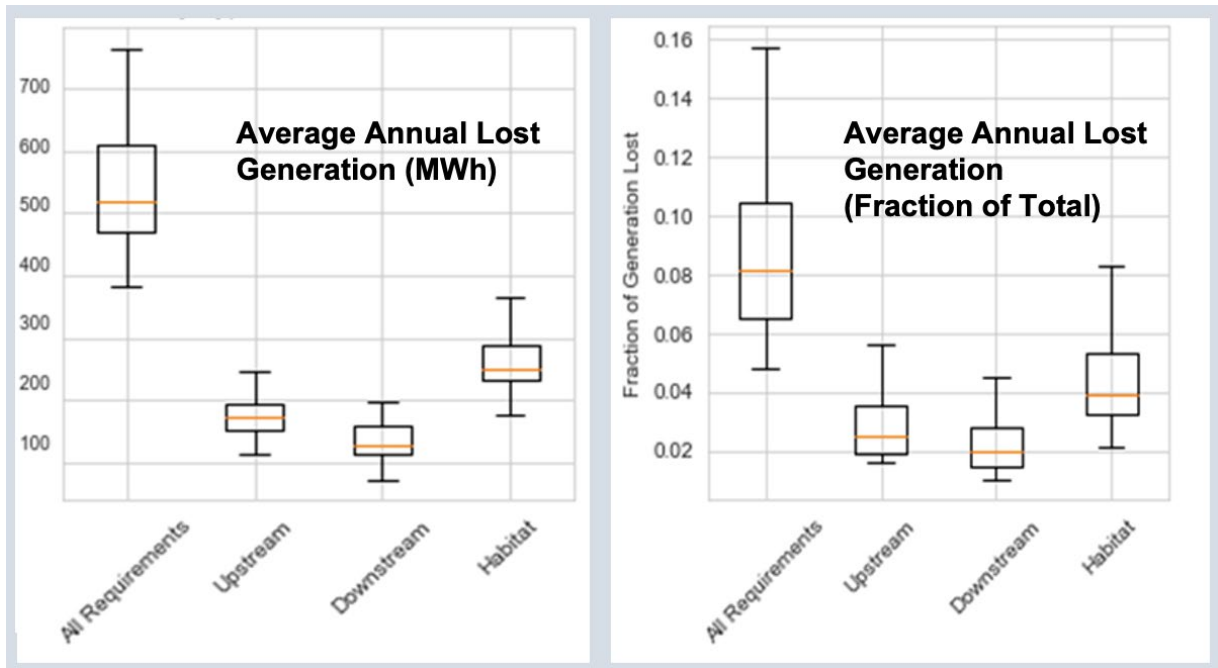 700
600
500
400
300
200
100
Average Annual Lost
Generation (MWh)
All Requirements
Upstream
Downstream
Habitat
0.16
0.14
0.12
0.10
0.08
0.06
0.04
0.02
Fraction of Generation Lost
Average Annual Lost
Generation
(Fraction of Total)
All Requirements
Upstream
Downstream
Habitat